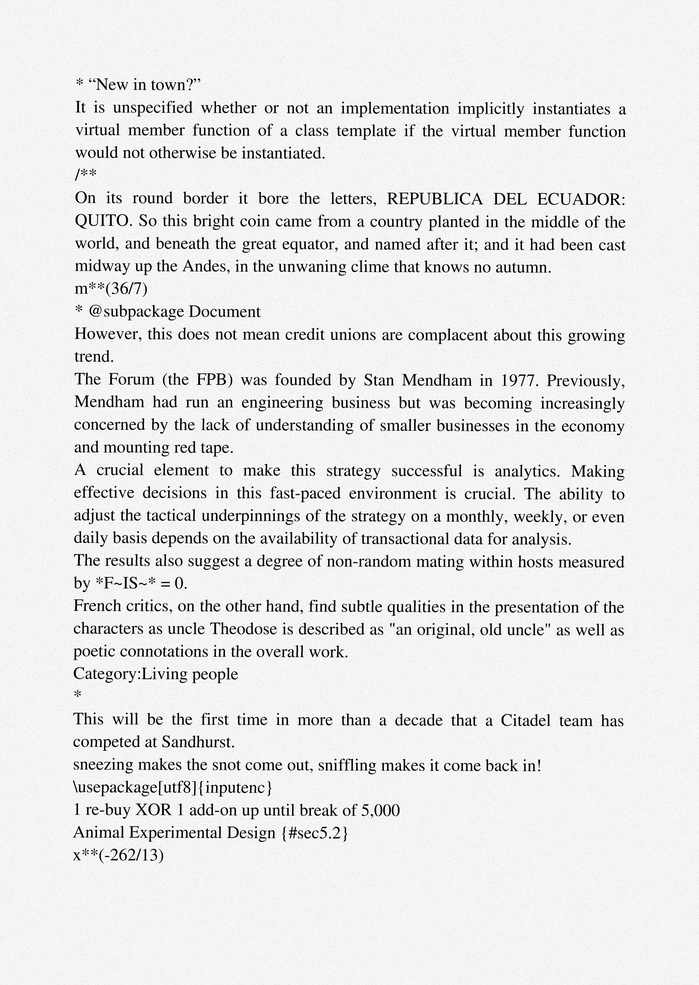 * “New in town?”
It is unspecified whether or not an implementation implicitly instantiates a
virtual member function of a class template if the virtual member function
would not otherwise be instantiated.
/**
On its round border it bore the letters, REPUBLICA DEL ECUADOR:
QUITO. So this bright coin came from a country planted in the middle of the
world, and beneath the great equator, and named after it; and it had been cast
midway up the Andes, in the unwaning clime that knows no autumn.
m**(36/7)
* @subpackage Document
However, this does not mean credit unions are complacent about this growing
trend.
The Forum (the FPB) was founded by Stan Mendham in 1977. Previously,
Mendham had run an engineering business but was becoming increasingly
concerned by the lack of understanding of smaller businesses in the economy
and mounting red tape.
A crucial element to make this strategy successful is analytics. Making
effective decisions in this fast-paced environment is crucial. The ability to
adjust the tactical underpinnings of the strategy on a monthly, weekly, or even
daily basis depends on the availability of transactional data for analysis.
The results also suggest a degree of non-random mating within hosts measured
by *F~IS~* = 0.
French critics, on the other hand, find subtle qualities in the presentation of the
characters as uncle Theodose is described as "an original, old uncle" as well as
poetic connotations in the overall work.
Category:Living people
*
This will be the first time in more than a decade that a Citadel team has
competed at Sandhurst.
sneezing makes the snot come out, sniffling makes it come back in!
\usepackage[utf8]{inputenc}
1 re-buy XOR 1 add-on up until break of 5,000
Animal Experimental Design {#sec5.2}
x**(-262/13)